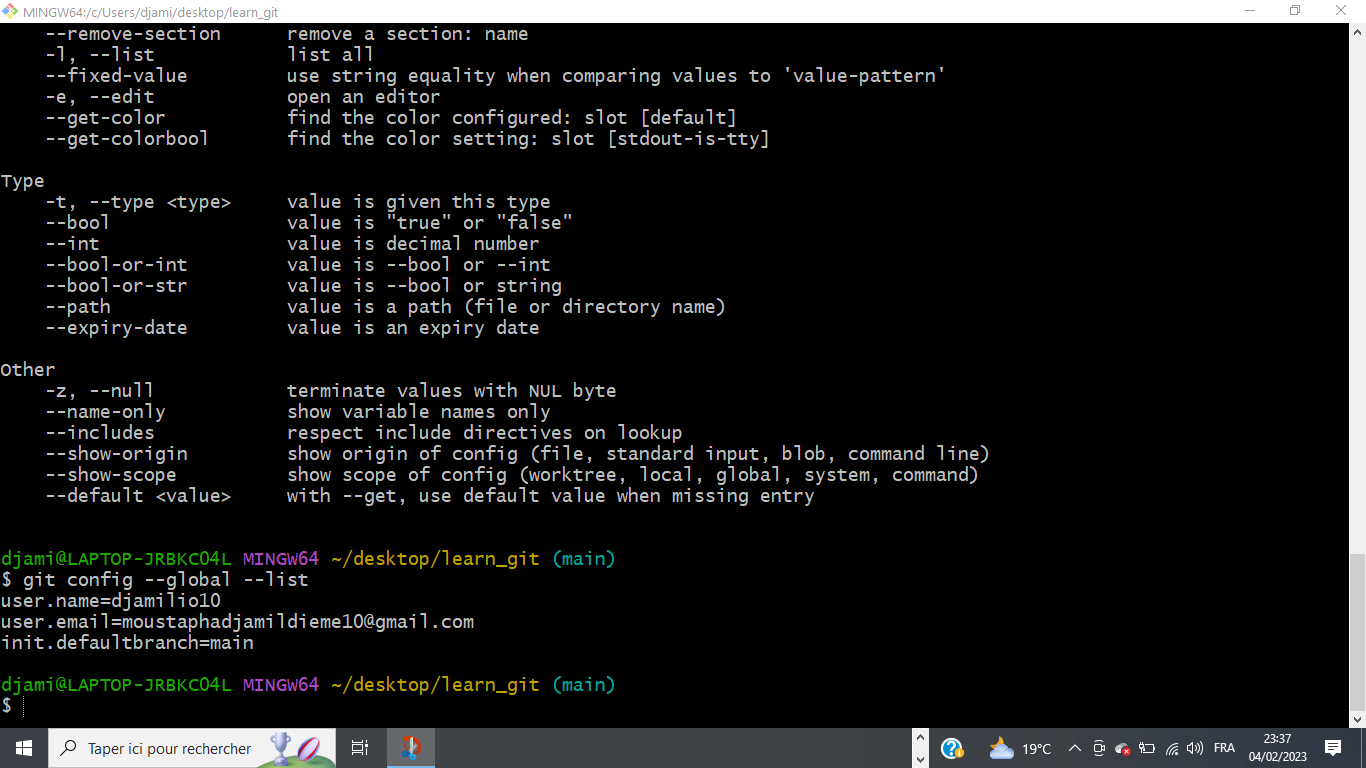 MINGW64:/c/Users/djami/desktop/learn_git
--remove-section remove a section: name
-l, --list list all
--fixed-value use string equality when comparing values to 'value-pattern'
-e, --edit open an editor
--get-color find the color configured: slot [default]
--get-colorbool find the color setting: slot [stdout-is-tty]
Type
-t, --type <type> value is given this type
--bool value is "true" or "false"
--int value is decimal number
--bool-or-int value is --bool or --int
--bool-or-str value is --bool or string
--path value is a path (file or directory name)
--expiry-date value is an expiry date
Other
-z, --null terminate values with NUL byte
--name-only show variable names only
--includes respect include directives on lookup
--show-origin show origin of config (file, standard input, blob, command line)
--show-scope show scope of config (worktree, local, global, system, command)
--default <value> with --get, use default value when missing entry
djami@LAPTOP-JRBKC04L MINGW64 ~/desktop/learn_git (main)
$ git config --global --list
user.name=djamilio10
user.email=moustaphadjamildieme10@gmail.com
init.defaultbranch=main
djami@LAPTOP-JRBKC04L MINGW64 ~/desktop/learn_git (main)
$
Taper ici pour rechercher
19°C
FRA
23:37
04/02/2023